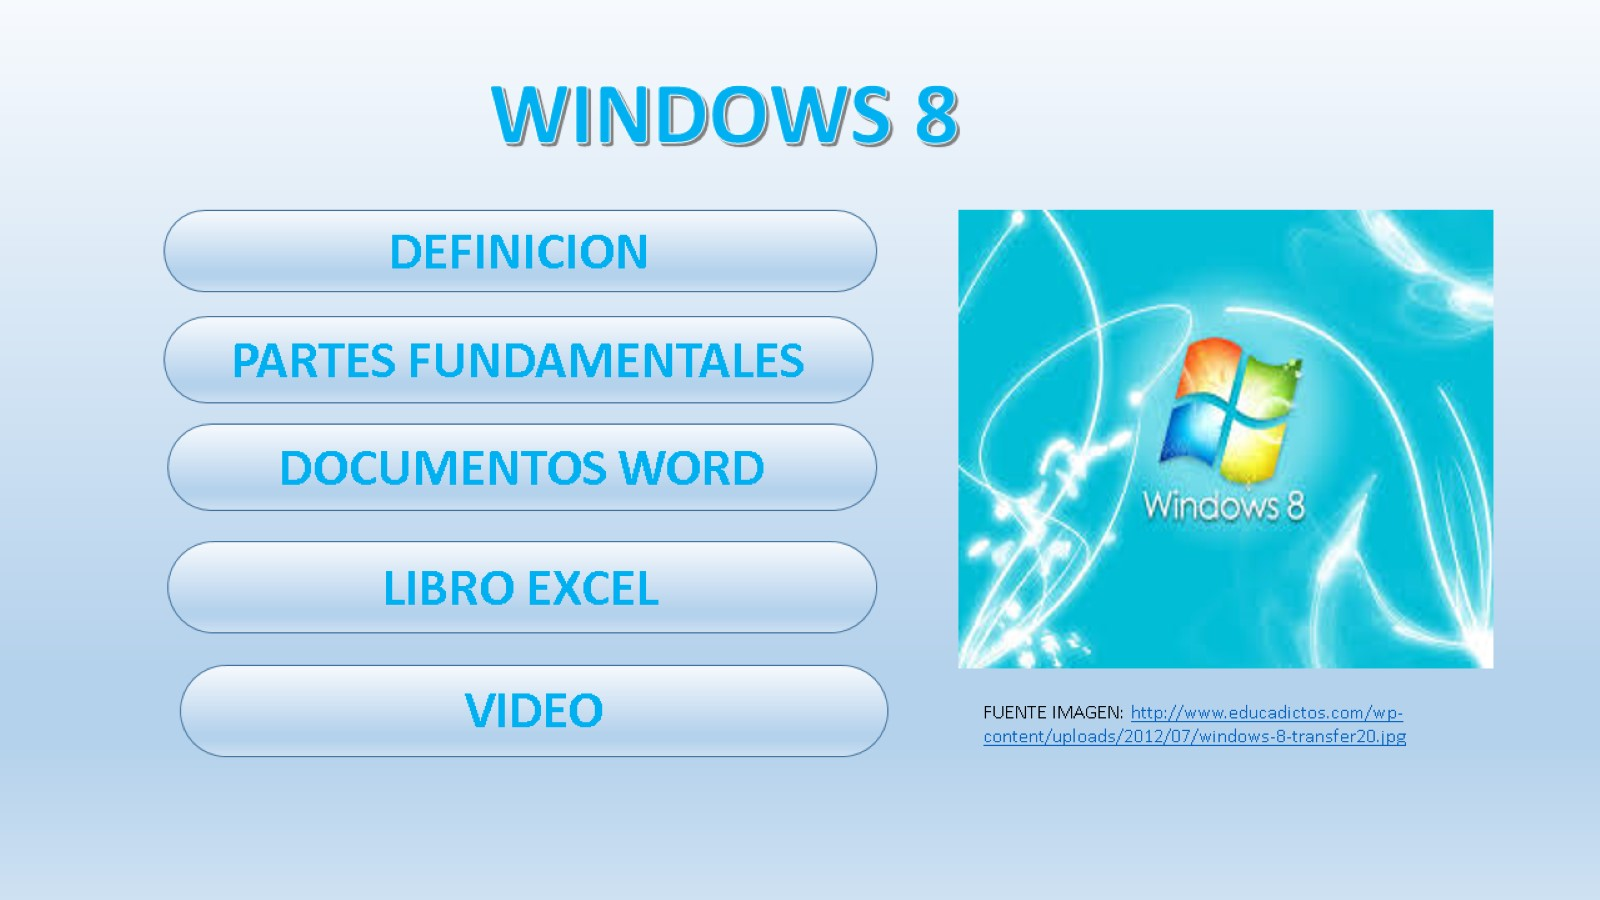 WINDOWS 8
DEFINICION
PARTES FUNDAMENTALES
DOCUMENTOS WORD
LIBRO EXCEL
VIDEO
Windows 8
FUENTE IMAGEN: http://www.educadictos.com/wp-
content/uploads/2012/07/windows-8-transfer20.jpg